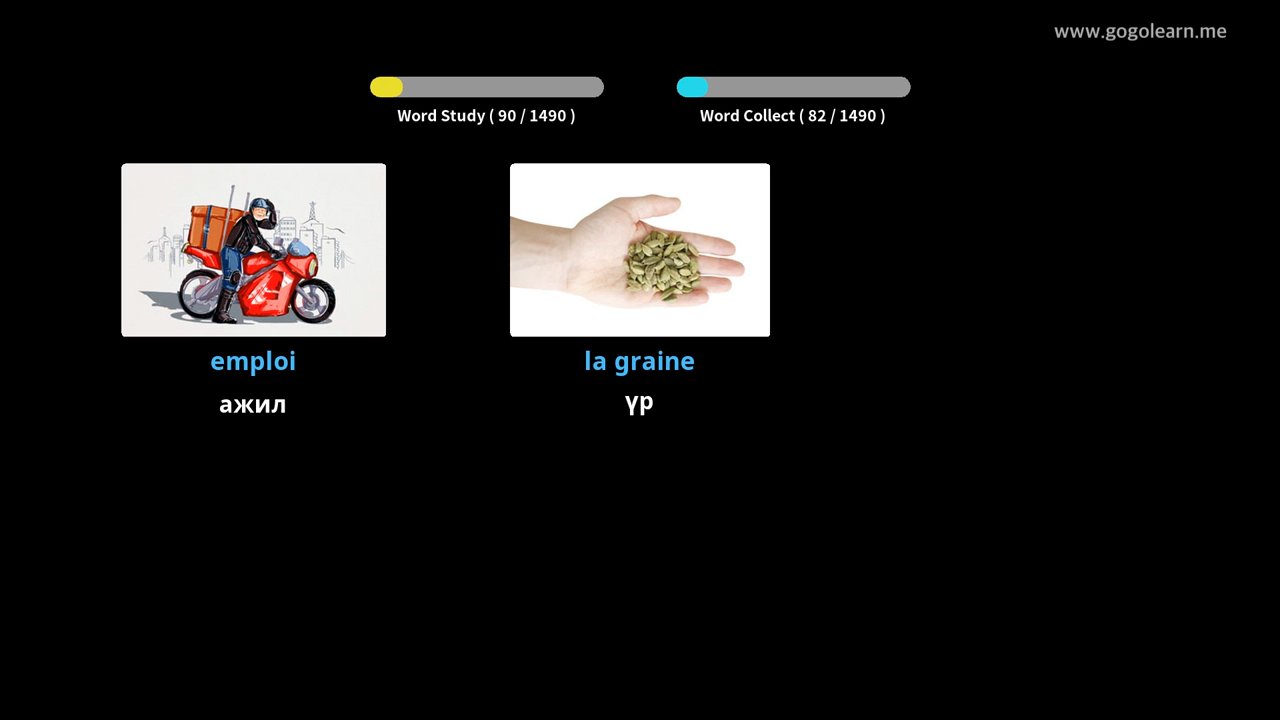 www.gogolearn.me
Word Study ( 90 / 1490 )
Word Collect ( 82 / 1490 )
emploi
ажил
la graine
үр